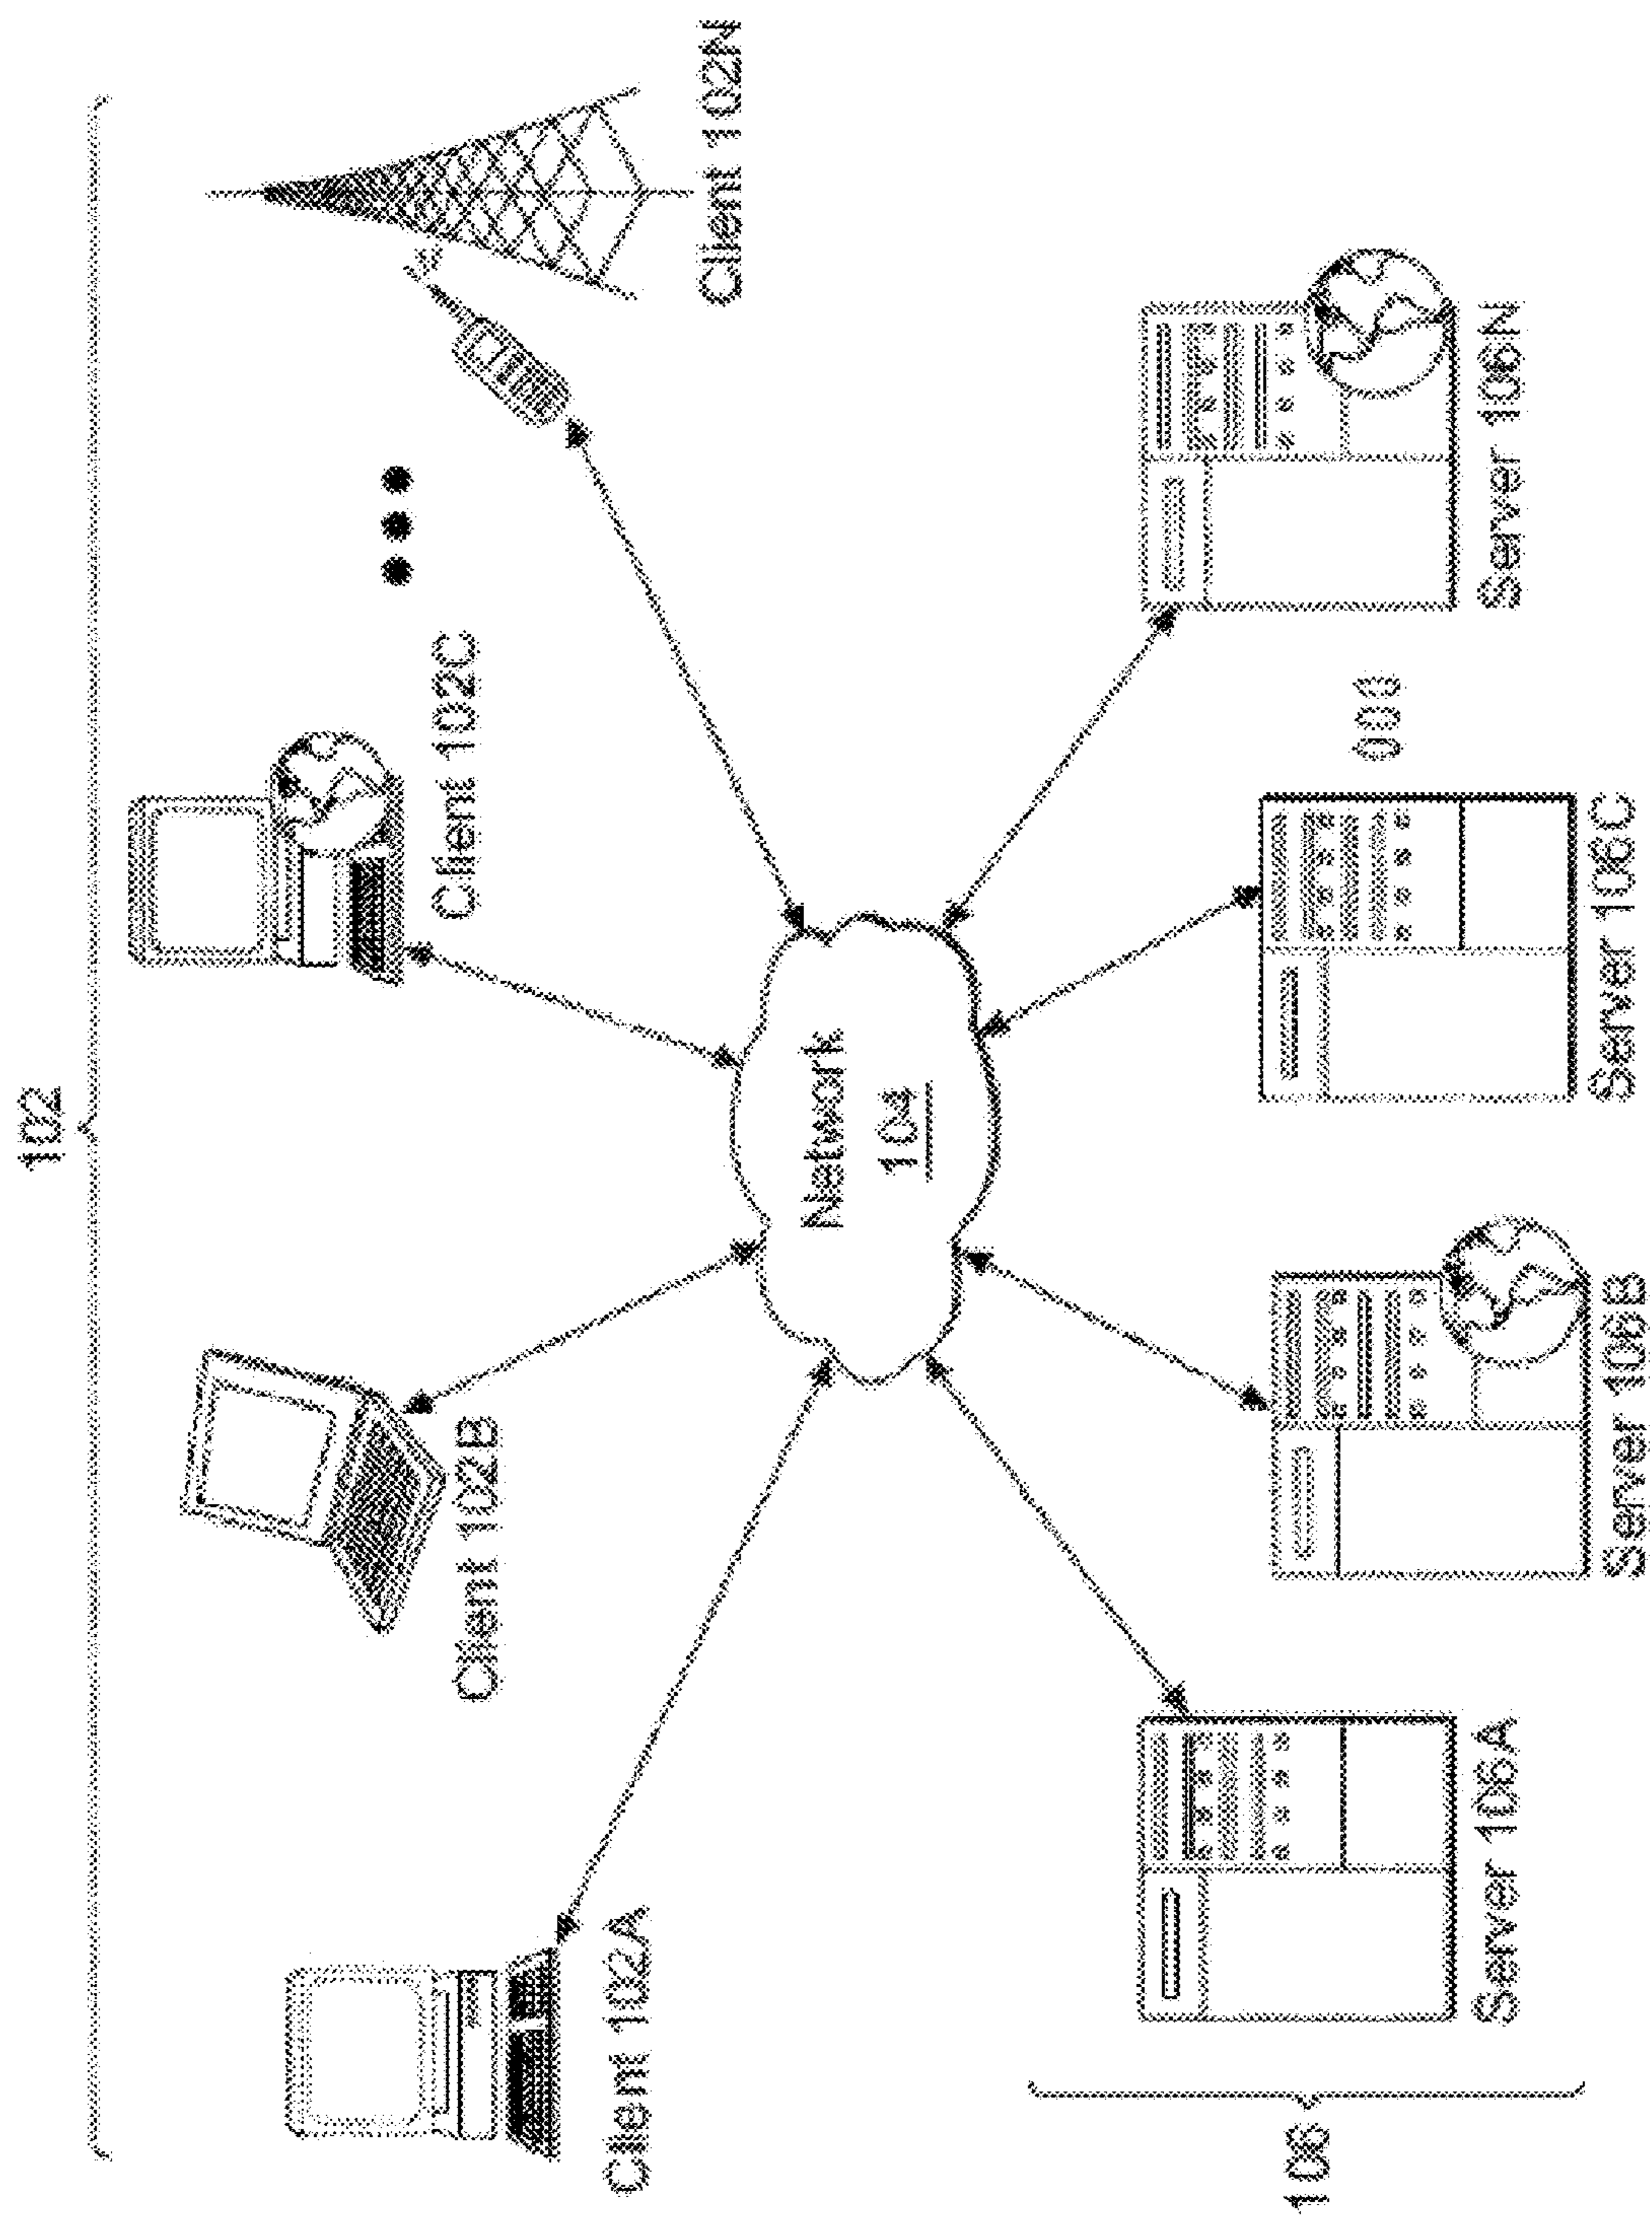 102
Client 102A
Client 102B
Client 102C
Client 102N
Network
104
106
Server 106A
Server 106B
Server 106C
Server 106N